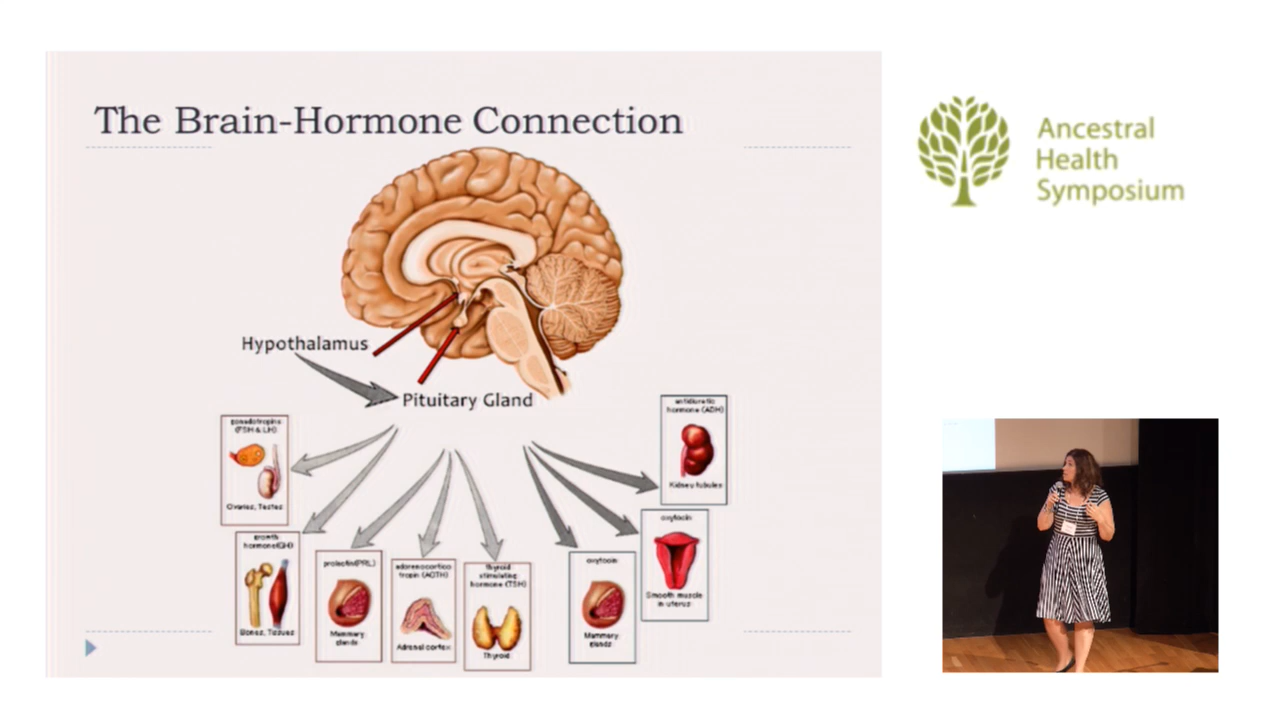 The Brain-Hormone Connection
Ancestral
Health
Symposium
Hypothalamus
Pituitary Gland
gonadotropins
(FSH & LH)
Ovaries, Testes
growth
hormone(GH)
Bones, Tissues
prolactin(PRL)
Mammary
glands
adrenocortico
tropin (ACTH)
Adrenal cortex
thyroid
stimulating
hormone (TSH)
Thyroid
oxytocin
Mammary
glands
oxytocin
Smooth muscle
in uterus
antidiuretic
hormone (ADH)
Kidney tubules